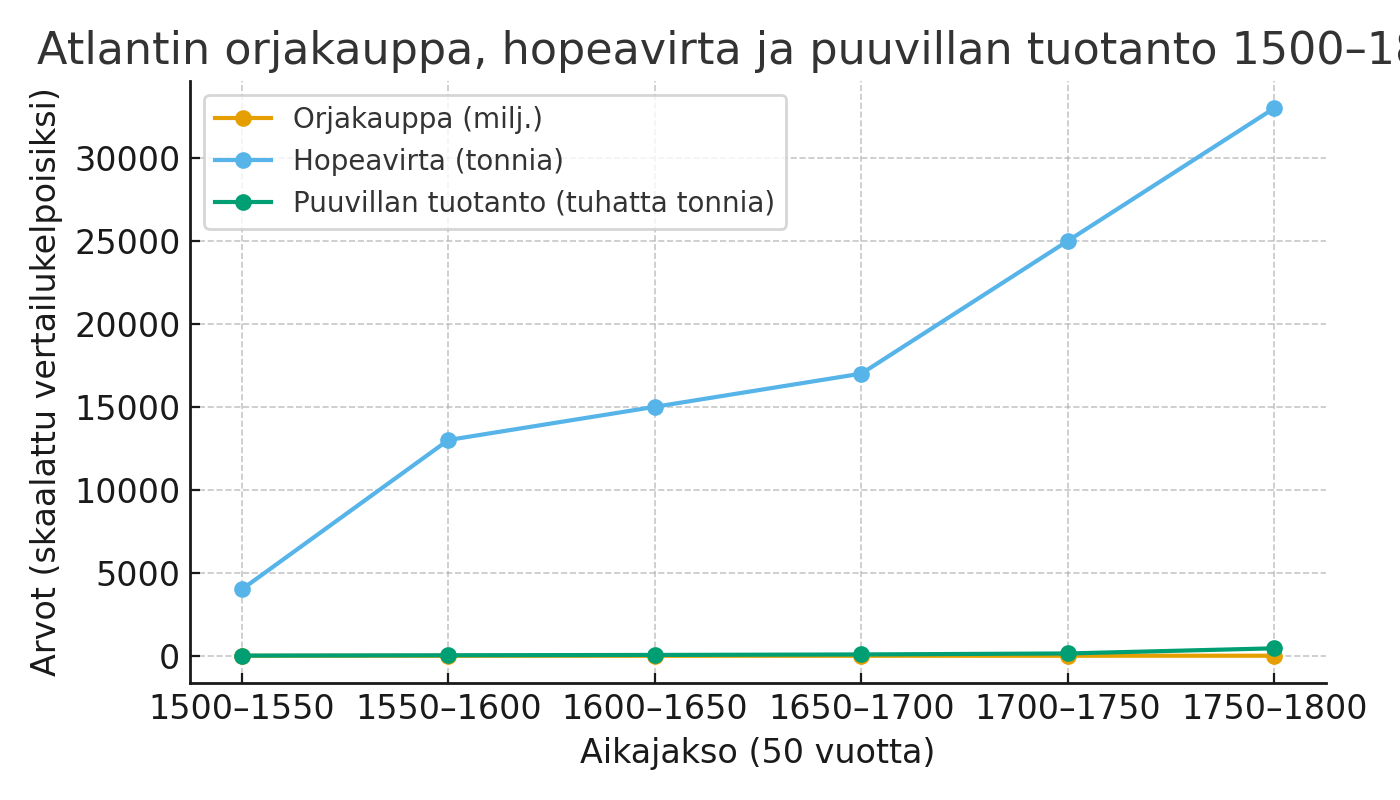 Atlantin orjakauppa, hopeavirta ja puuvillan tuotanto 1500–18
Orjakauppa (milj.)
Hopeavirta (tonnia)
Puuvillan tuotanto (tuhatta tonnia)
Arvot (skaalattu vertailukelpoisiksi)
30000
25000
20000
15000
10000
5000
0
1500–1550 1550–1600 1600–1650 1650–1700 1700–1750 1750–1800
Aikajakso (50 vuotta)